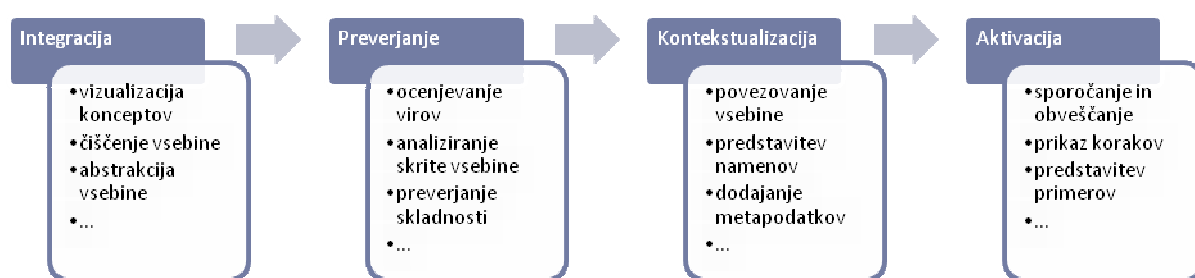 Integracija
•vizualizacija
konceptov
•čiščenje vsebine
•abstrakcija
vsebine
•...
Preverjanje
•ocenjevanje
virov
•analiziranje
skrite vsebine
•preverjanje
skladnosti
•...
Kontekstualizacija
•povezovanje
vsebine
•predstavitev
namenov
•dodajanje
metapodatkov
•...
Aktivacija
•sporočanje in
obveščanje
•prikaz korakov
•predstavitev
primerov
•...